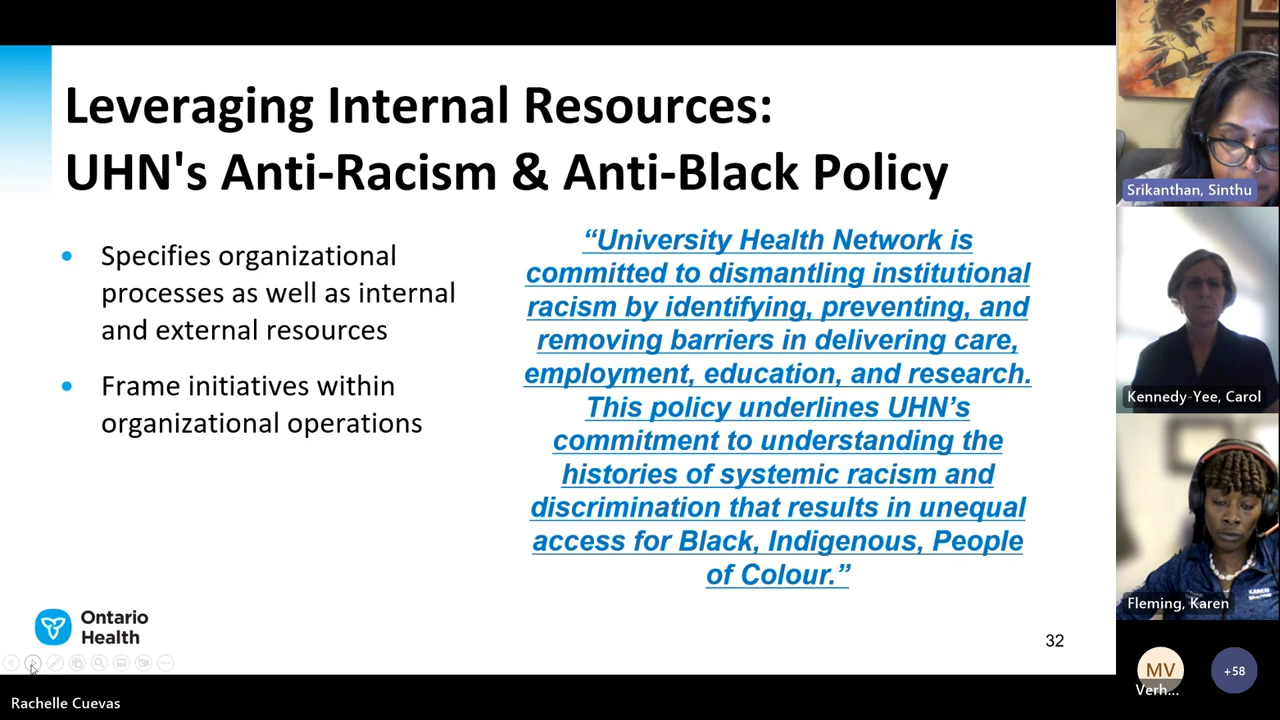 Leveraging Internal Resources:
UHN's Anti-Racism & Anti-Black Policy
Specifies organizational
processes as well as internal
and external resources
Frame initiatives within
organizational operations
“University Health Network is
committed to dismantling institutional
racism by identifying, preventing, and
removing barriers in delivering care,
employment, education, and research.
This policy underlines UHN’s
commitment to understanding the
histories of systemic racism and
discrimination that results in unequal
access for Black, Indigenous, People
of Colour.”
Ontario
Health
32
Rachelle Cuevas
Srikanthan, Sinthu
Kennedy-Yee, Carol
KAREN
Fleming, Karen
MV
Verh...
+58